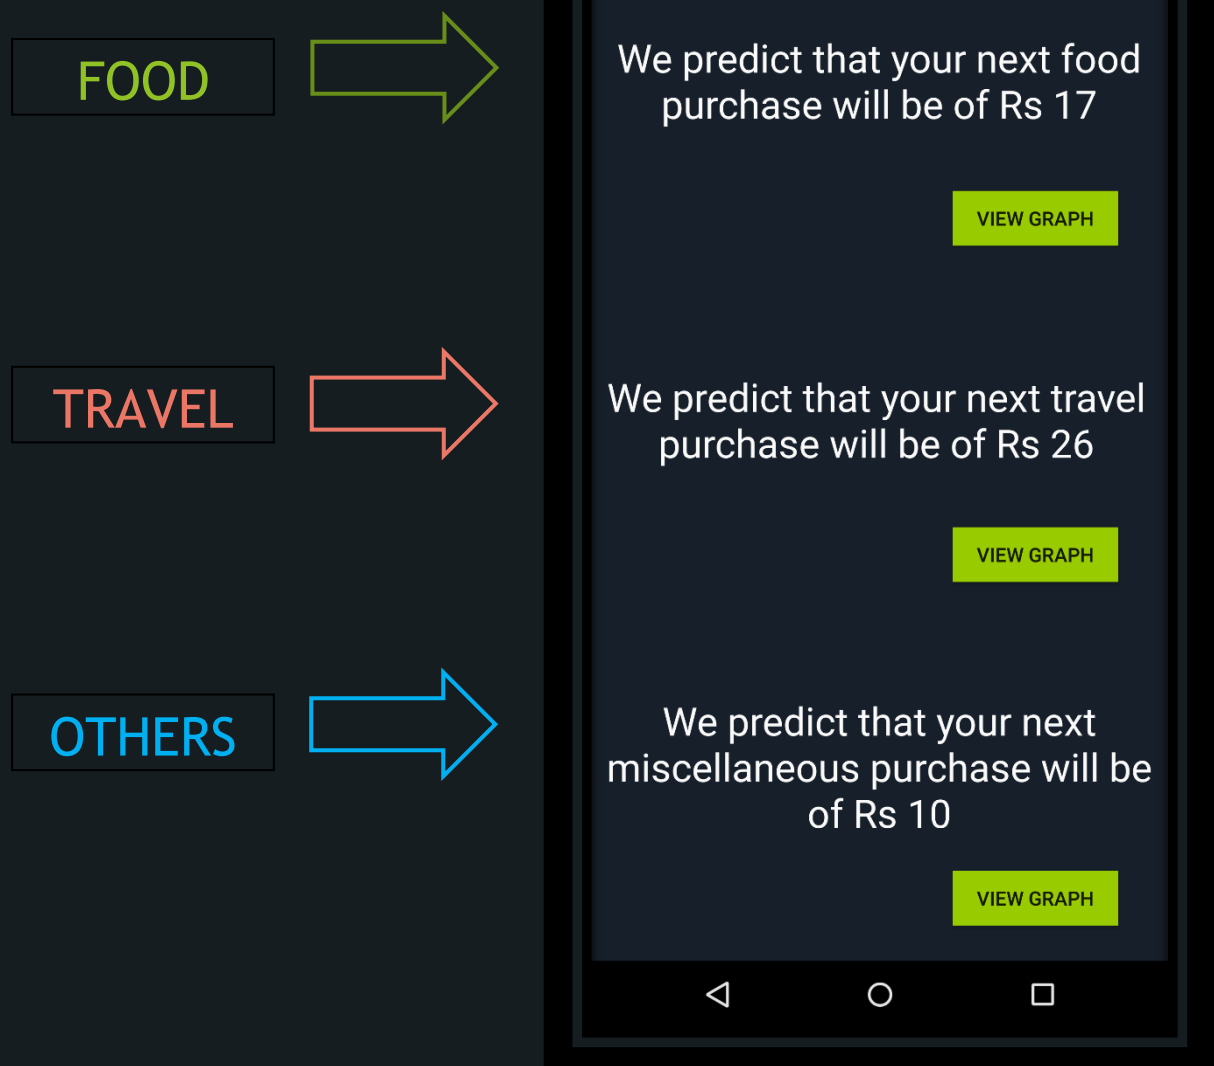 FOOD
We predict that your next food
purchase will be of Rs 17
VIEW GRAPH
TRAVEL
We predict that your next travel
purchase will be of Rs 26
VIEW GRAPH
OTHERS
We predict that your next
miscellaneous purchase will be
of Rs 10
VIEW GRAPH